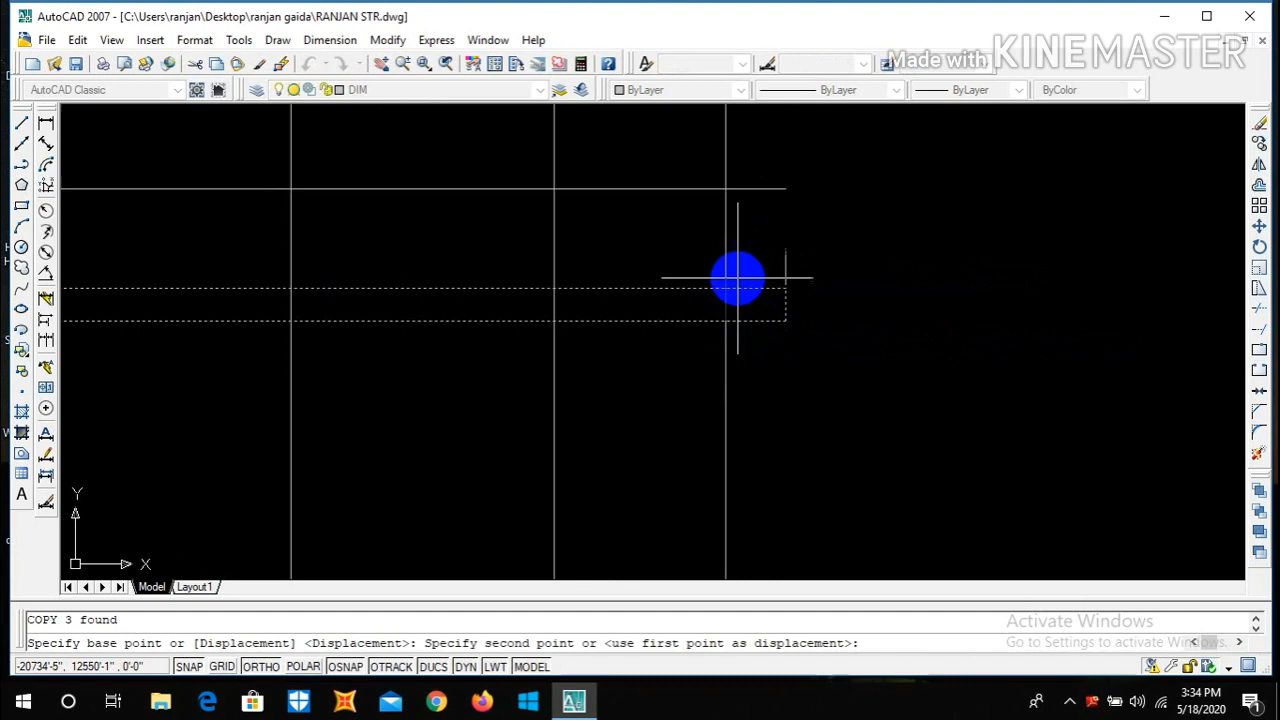 AutoCAD 2007 - [C:\Users\ranjan\Desktop\ranjan gaida\RANJAN STR.dwg]
File Edit View Insert Format Tools Draw Dimension Modify Express Window Help
Made with KINEMASTER
AutoCAD Classic DIM ByLayer ByLayer ByLayer ByColor
Y
X
Model Layout1
COPY 3 found
Specify base point or [Displacement] <Displacement>: Specify second point or <use first point as displacement>:
Activate Windows
Go to Settings to activate Windows.
-20734'-5", 12550'-1", 0'-0" SNAP GRID ORTHO POLAR OSNAP OTRACK DUCS DYN LWT MODEL
3:34 PM
5/18/2020